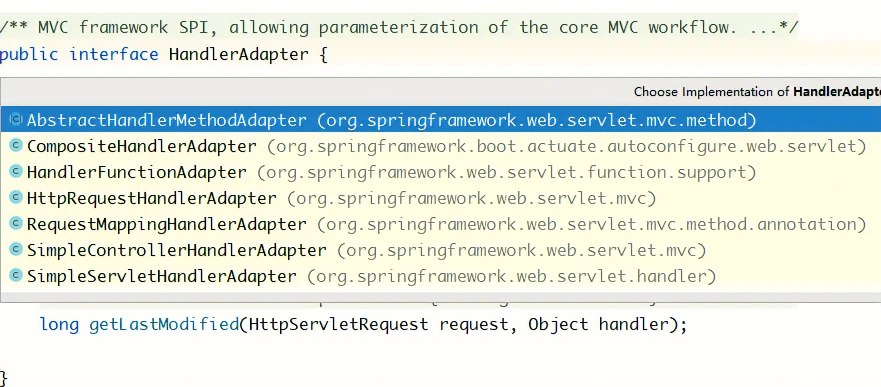 /** MVC framework SPI, allowing parameterization of the core MVC workflow. ...*/
public interface HandlerAdapter {
Choose Implementation of HandlerAdapte
AbstractHandlerMethodAdapter (org.springframework.web.servlet.mvc.method)
CompositeHandlerAdapter (org.springframework.boot.actuate.autoconfigure.web.servlet)
HandlerFunctionAdapter (org.springframework.web.servlet.function.support)
HttpRequestHandlerAdapter (org.springframework.web.servlet.mvc)
RequestMappingHandlerAdapter (org.springframework.web.servlet.mvc.method.annotation)
SimpleControllerHandlerAdapter (org.springframework.web.servlet.mvc)
SimpleServletHandlerAdapter (org.springframework.web.servlet.handler)
long getLastModified(HttpServletRequest request, Object handler);
}